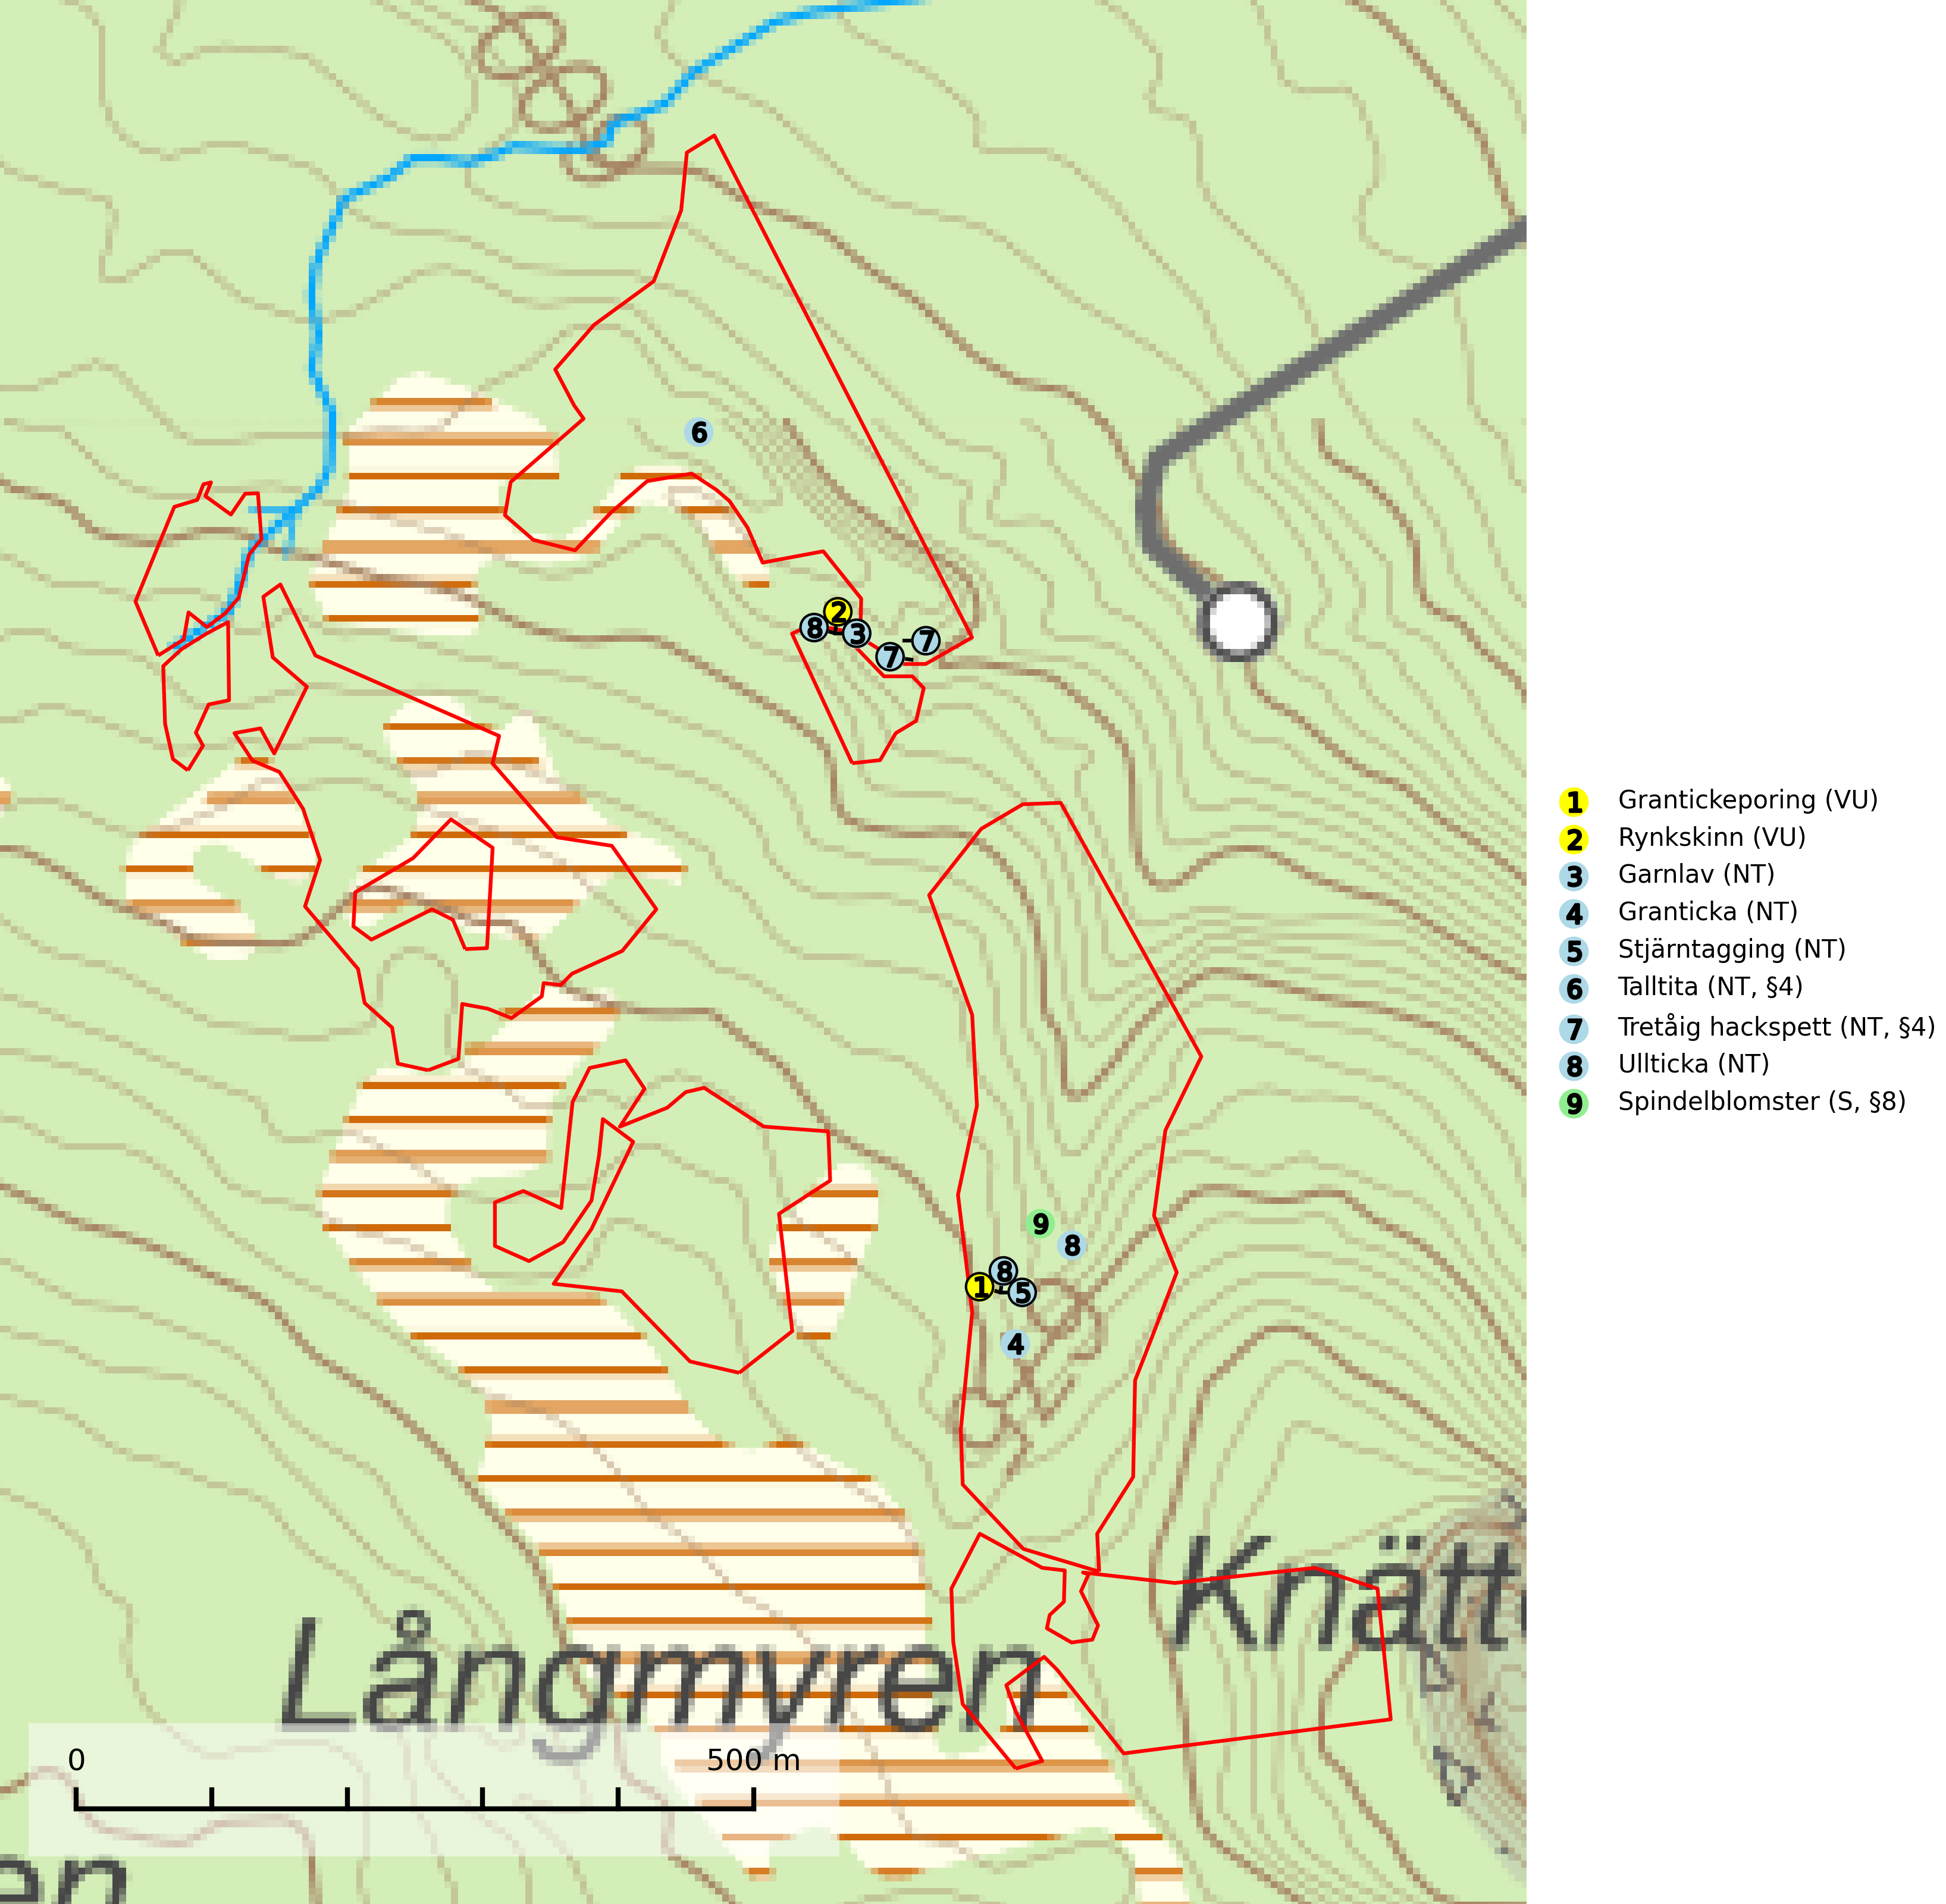 6
2
8
3
7
7
1 Grantickeporing (VU)
2 Rynkskinn (VU)
3 Garnlav (NT)
4 Granticka (NT)
5 Stjärntagging (NT)
6 Talltita (NT, §4)
7 Tretåig hackspett (NT, §4)
8 Ullticka (NT)
9 Spindelblomster (S, §8)
9
8
8
1
5
4
Knätt
Långmyren
0 500 m
en